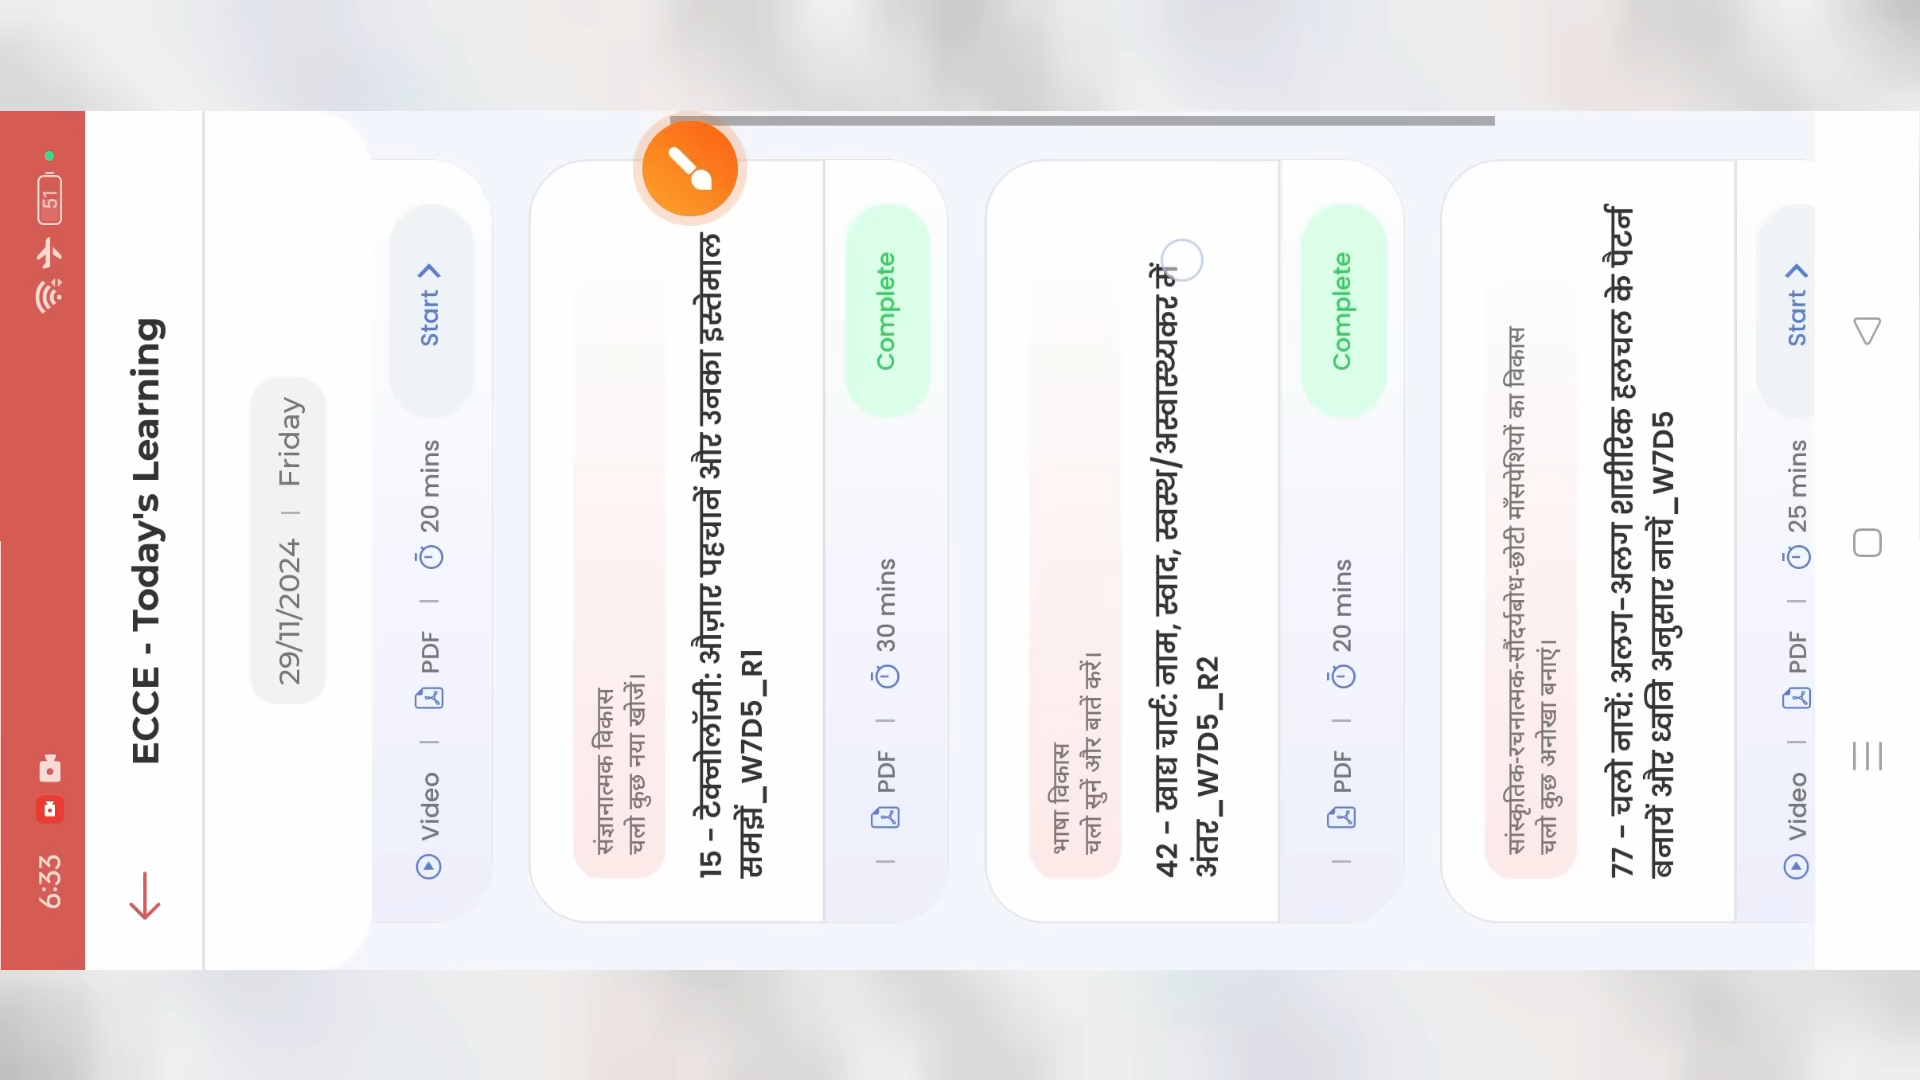 6:33
51
ECCE - Today's Learning
29/11/2024 | Friday
Video | PDF | 20 mins
Start
संज्ञानात्मक विकास
चलो कुछ नया खोजें।
15 - टेक्नोलॉजी: औज़ार पहचानें और उनका इस्तेमाल
समझें_W7D5_R1
| PDF | 30 mins
Complete
भाषा विकास
चलो सुनें और बातें करें।
42 - खाद्य चार्ट: नाम, स्वाद, स्वस्थ्य/अस्वास्थ्यकर में
अंतर_W7D5_R2
| PDF | 20 mins
Complete
सांस्कृतिक-रचनात्मक-सौंदर्यबोध-छोटी माँसपेशियों का विकास
चलो कुछ अनोखा बनाएं।
77 - चलो नाचें: अलग-अलग शारीरिक हलचल के पैटर्न
बनायें और ध्वनि अनुसार नाचें_W7D5
Video | PDF | 25 mins
Start